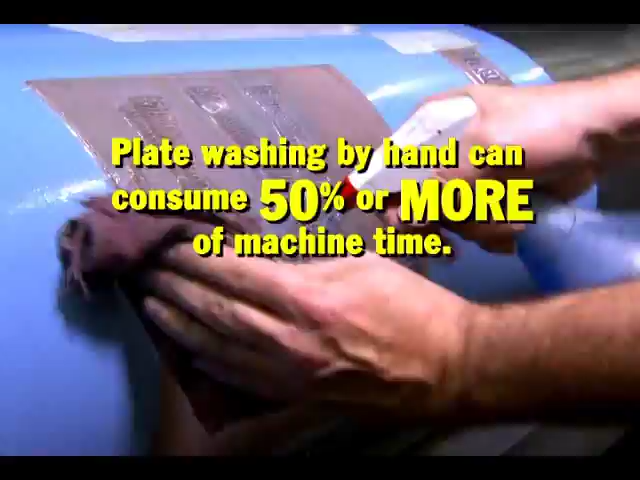 Plate washing by hand can
consume 50% or MORE
of machine time.